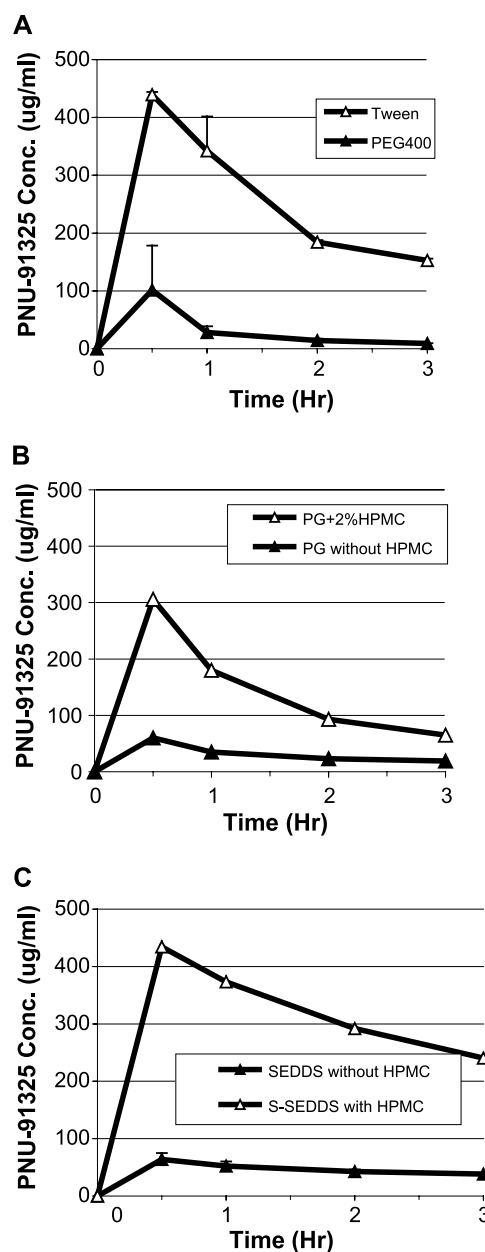 A
PNU-91325 Conc. (ug/ml)
500
400
300
200
100
0
Tween
PEG400
0 1 2 3
Time (Hr)
B
PNU-91325 Conc. (ug/ml)
500
400
300
200
100
0
PG+2%HPMC
PG without HPMC
0 1 2 3
Time (Hr)
C
PNU-91325 Conc. (ug/ml)
500
400
300
200
100
0
SEDDS without HPMC
S-SEDDS with HPMC
0 1 2 3
Time (Hr)